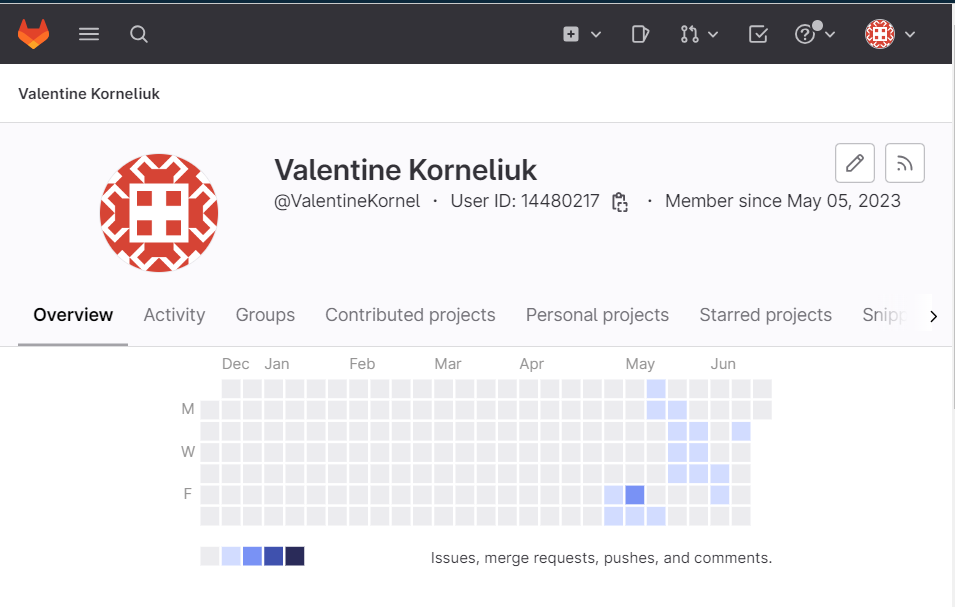 Valentine Korneliuk
Valentine Korneliuk
@ValentineKornel · User ID: 14480217 · Member since May 05, 2023
Overview Activity Groups Contributed projects Personal projects Starred projects Snipp
Dec Jan Feb Mar Apr May Jun
M
W
F
Issues, merge requests, pushes, and comments.